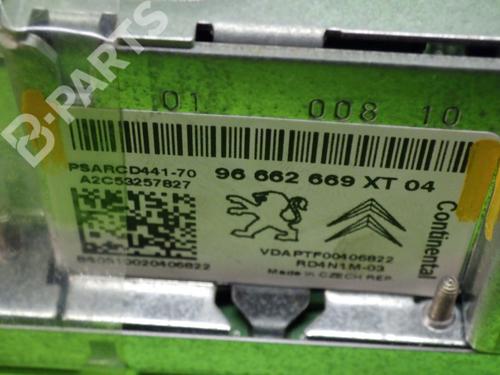 B-PARTS
01 008 10
PSARCD441-70 96 662 669 XT 04
A2C53257827
Continental
VDAPTF00406822
RD4N1M-03
Made in CZECH REP.